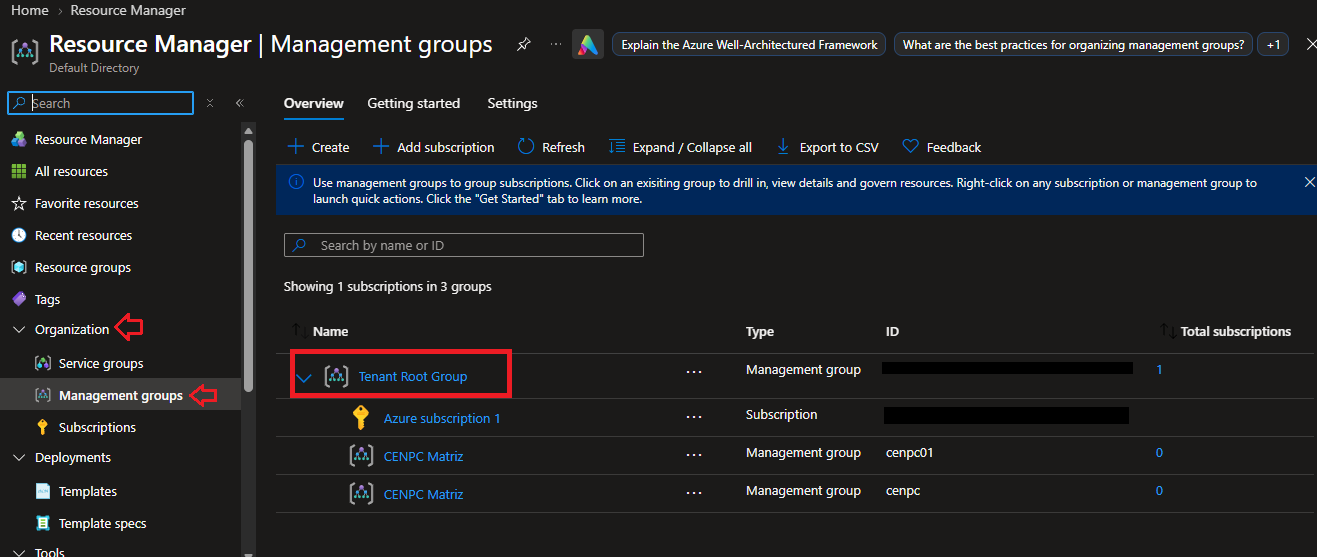 Home > Resource Manager
Resource Manager | Management groups
Explain the Azure Well-Architected Framework
What are the best practices for organizing management groups?
+1
Default Directory
Search
Resource Manager
All resources
Favorite resources
Recent resources
Resource groups
Tags
Organization
Service groups
Management groups
Subscriptions
Deployments
Templates
Template specs
Tools
Overview Getting started Settings
Create Add subscription Refresh Expand / Collapse all Export to CSV Feedback
Use management groups to group subscriptions. Click on an exisiting group to drill in, view details and govern resources. Right-click on any subscription or management group to
launch quick actions. Click the "Get Started" tab to learn more.
Search by name or ID
Showing 1 subscriptions in 3 groups
Name Type ID Total subscriptions
Tenant Root Group ... Management group 1
Azure subscription 1 ... Subscription
CENPC Matriz ... Management group cenpc01 0
CENPC Matriz ... Management group cenpc 0